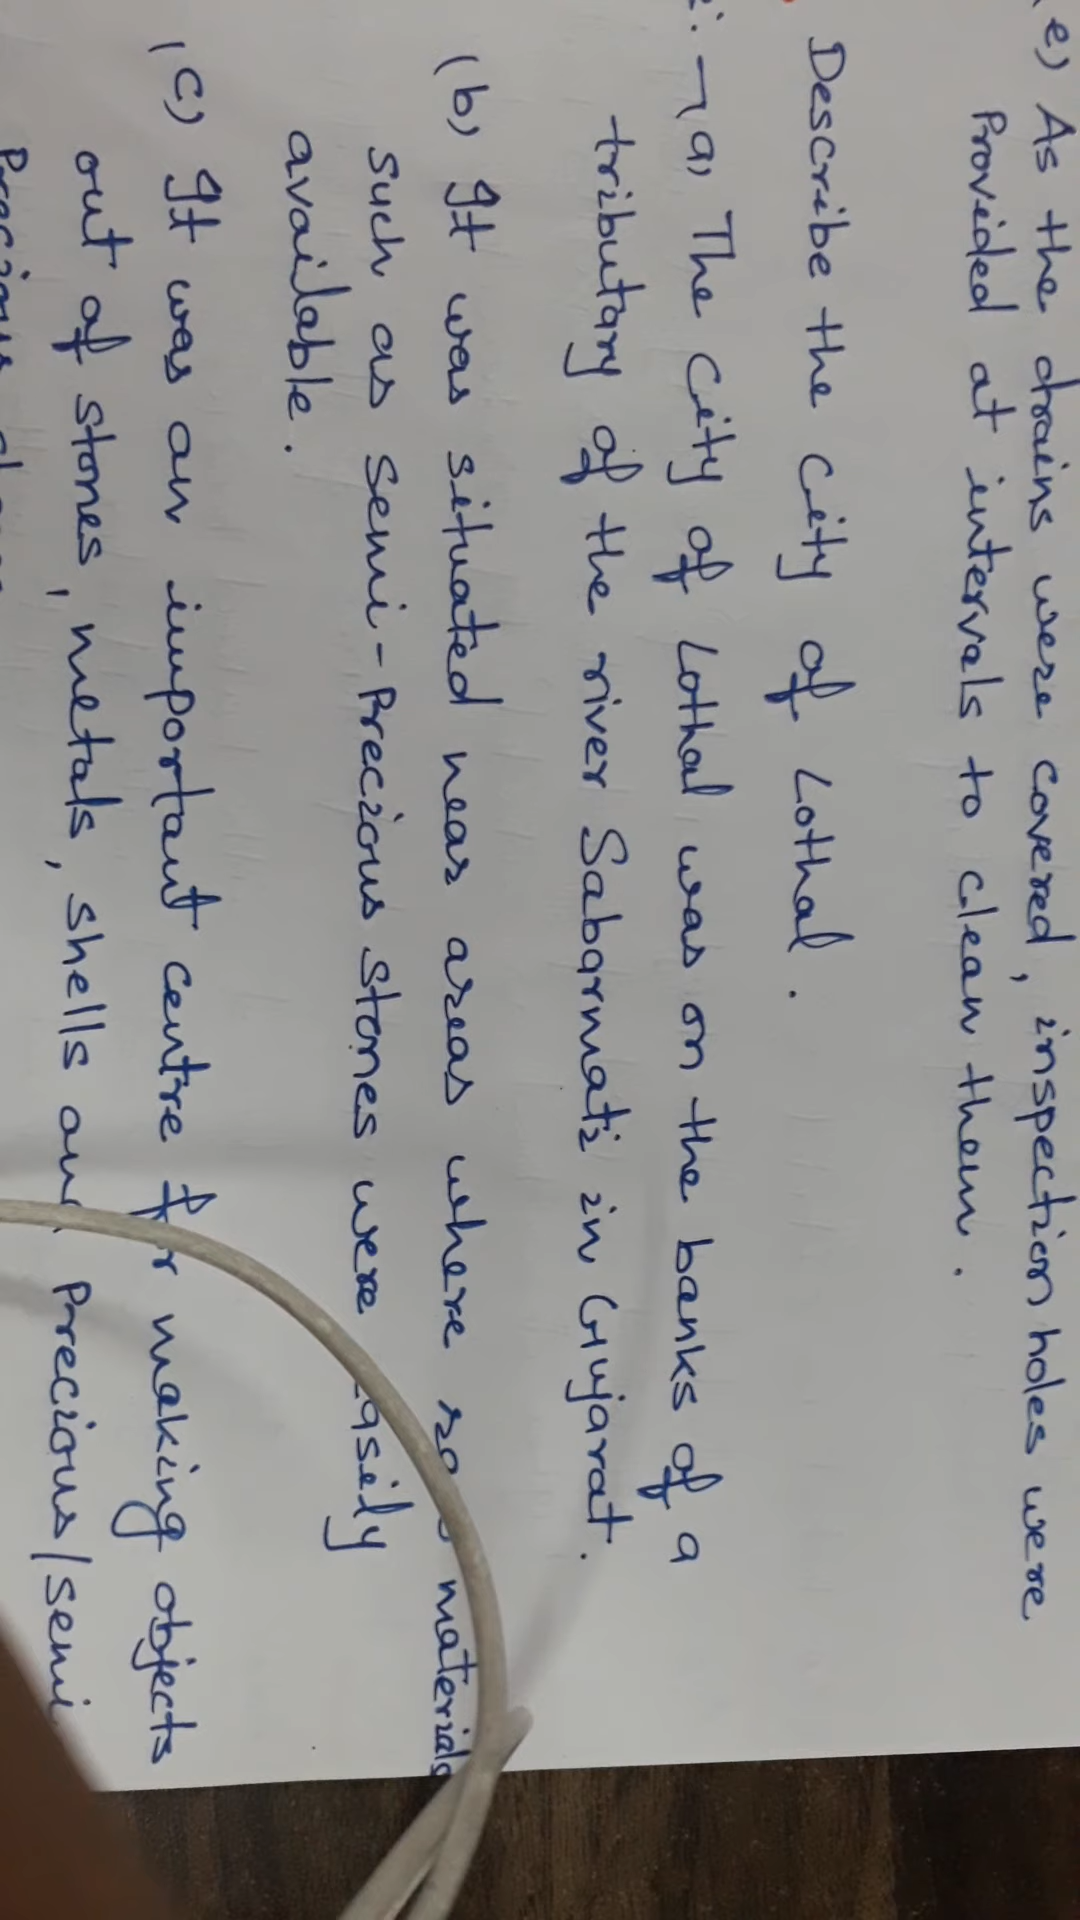 e) As the drains were covered, inspection holes were
Provided at intervals to clean them.
Describe the City of Lothal.
: → a) The City of Lothal was on the banks of a
tributary of the river Sabarmati in Gujarat.
(b) It was situated near areas where materials
such as Semi-Precious Stones were
available.
(c) It was an important centre for making objects
out of stones, metals, shells Precious/semi